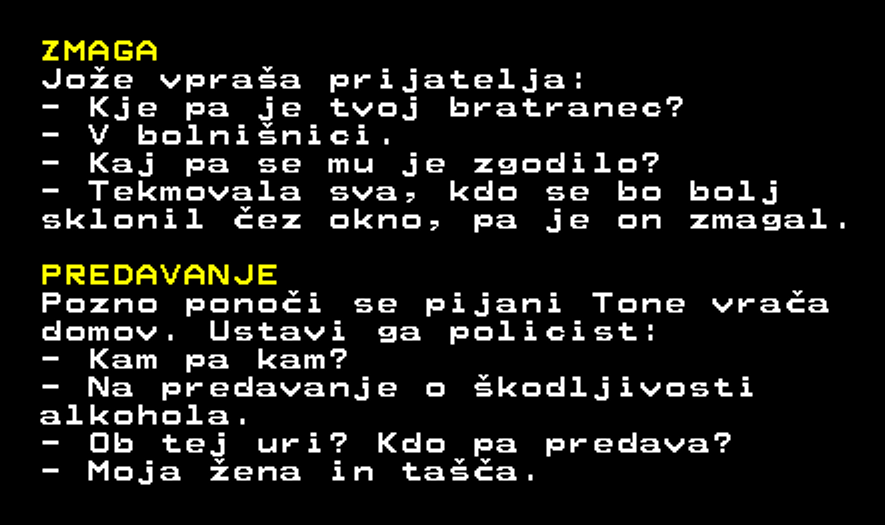 ZMAGA
Jože vpraša prijatelja:
- Kje pa je tvoj bratranec?
- V bolnišnici.
- Kaj pa se mu je zgodilo?
- Tekmovala sva, kdo se bo bolj
sklonil čez okno, pa je on zmagal.
PREDAVANJE
Pozno ponoči se pijani Tone vrača
domov. Ustavi ga policist:
- Kam pa kam?
- Na predavanje o škodljivosti
alkohola.
- Ob tej uri? Kdo pa predava?
- Moja žena in tašča.